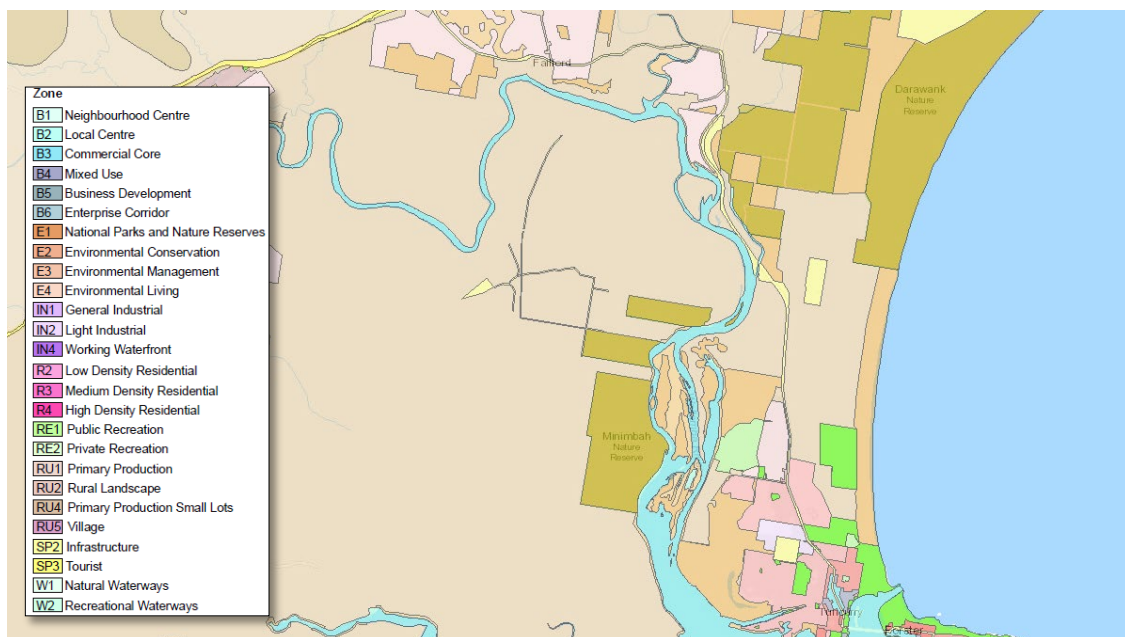 Failford
Darawank
Nature
Reserve
Zone
B1 Neighbourhood Centre
B2 Local Centre
B3 Commercial Core
B4 Mixed Use
B5 Business Development
B6 Enterprise Corridor
E1 National Parks and Nature Reserves
E2 Environmental Conservation
E3 Environmental Management
E4 Environmental Living
IN1 General Industrial
IN2 Light Industrial
IN4 Working Waterfront
R2 Low Density Residential
R3 Medium Density Residential
R4 High Density Residential
RE1 Public Recreation
RE2 Private Recreation
RU1 Primary Production
RU2 Rural Landscape
RU4 Primary Production Small Lots
RU5 Village
SP2 Infrastructure
SP3 Tourist
W1 Natural Waterways
W2 Recreational Waterways
Minimbah
Nature
Reserve
Tuncurry
Forster